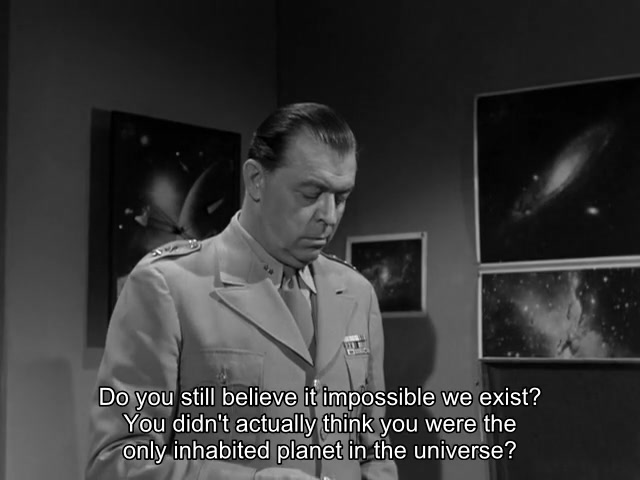 Do you still believe it impossible we exist?
You didn't actually think you were the
only inhabited planet in the universe?